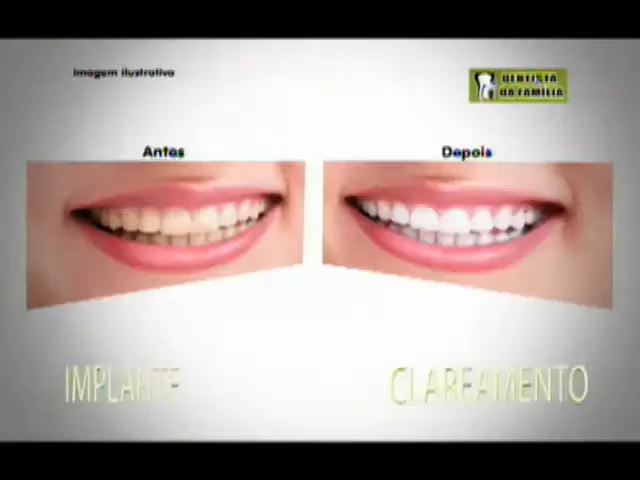 Imagem ilustrativa
DENTISTA
DA FAMÍLIA
Antes
Depois
IMPLANTE
CLAREAMENTO